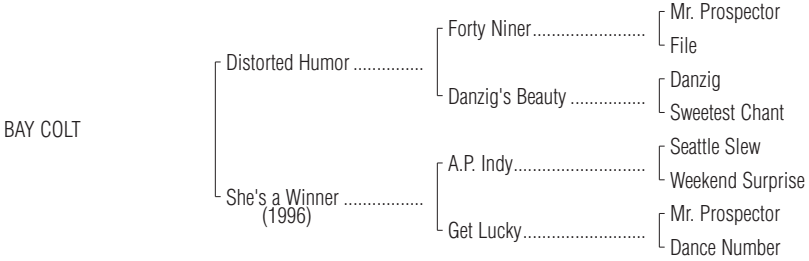 Mr. Prospector
Forty Niner........................
File
Distorted Humor ...............
Danzig
Danzig's Beauty ................
Sweetest Chant
BAY COLT
Seattle Slew
A.P. Indy............................
Weekend Surprise
She's a Winner .................
(1996)
Mr. Prospector
Get Lucky..........................
Dance Number